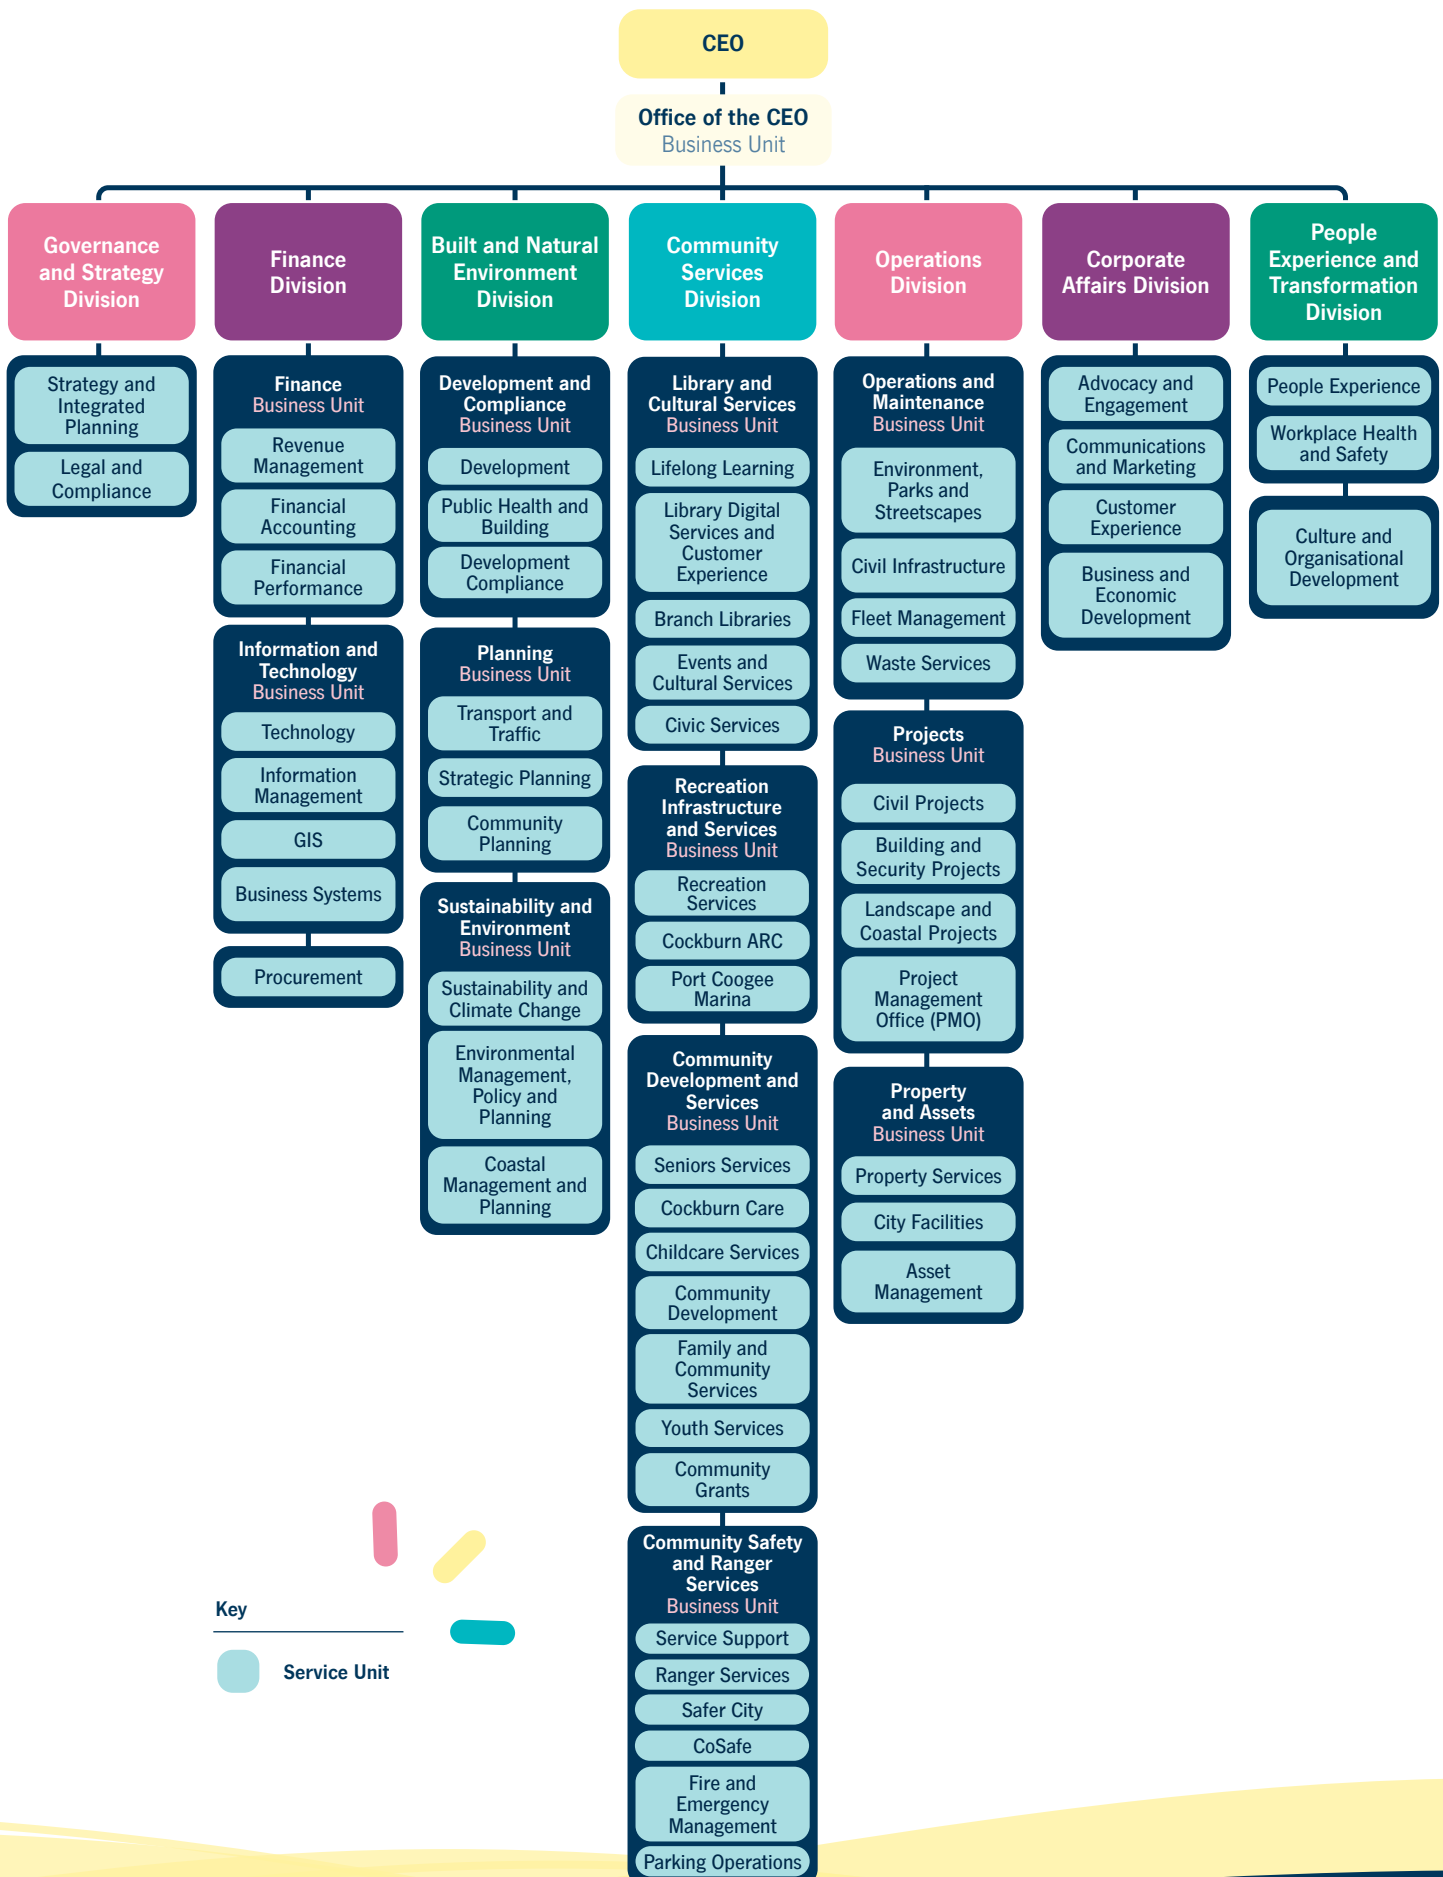 CEO
Office of the CEO
Business Unit
Governance
and Strategy
Division
Strategy and
Integrated
Planning
Legal and
Compliance
Finance
Division
Finance
Business Unit
Revenue
Management
Financial
Accounting
Financial
Performance
Information and
Technology
Business Unit
Technology
Information
Management
GIS
Business Systems
Procurement
Built and Natural
Environment
Division
Development and
Compliance
Business Unit
Development
Public Health and
Building
Development
Compliance
Planning
Business Unit
Transport and
Traffic
Strategic Planning
Community
Planning
Sustainability and
Environment
Business Unit
Sustainability and
Climate Change
Environmental
Management,
Policy and
Planning
Coastal
Management and
Planning
Community
Services
Division
Library and
Cultural Services
Business Unit
Lifelong Learning
Library Digital
Services and
Customer
Experience
Branch Libraries
Events and
Cultural Services
Civic Services
Recreation
Infrastructure
and Services
Business Unit
Recreation
Services
Cockburn ARC
Port Coogee
Marina
Community
Development and
Services
Business Unit
Seniors Services
Cockburn Care
Childcare Services
Community
Development
Family and
Community
Services
Youth Services
Community
Grants
Community Safety
and Ranger
Services
Business Unit
Service Support
Ranger Services
Safer City
CoSafe
Fire and
Emergency
Management
Parking Operations
Operations
Division
Operations and
Maintenance
Business Unit
Environment,
Parks and
Streetscapes
Civil Infrastructure
Fleet Management
Waste Services
Projects
Business Unit
Civil Projects
Building and
Security Projects
Landscape and
Coastal Projects
Project
Management
Office (PMO)
Property
and Assets
Business Unit
Property Services
City Facilities
Asset
Management
Corporate
Affairs Division
Advocacy and
Engagement
Communications
and Marketing
Customer
Experience
Business and
Economic
Development
People
Experience and
Transformation
Division
People Experience
Workplace Health
and Safety
Culture and
Organisational
Development
Key
Service Unit